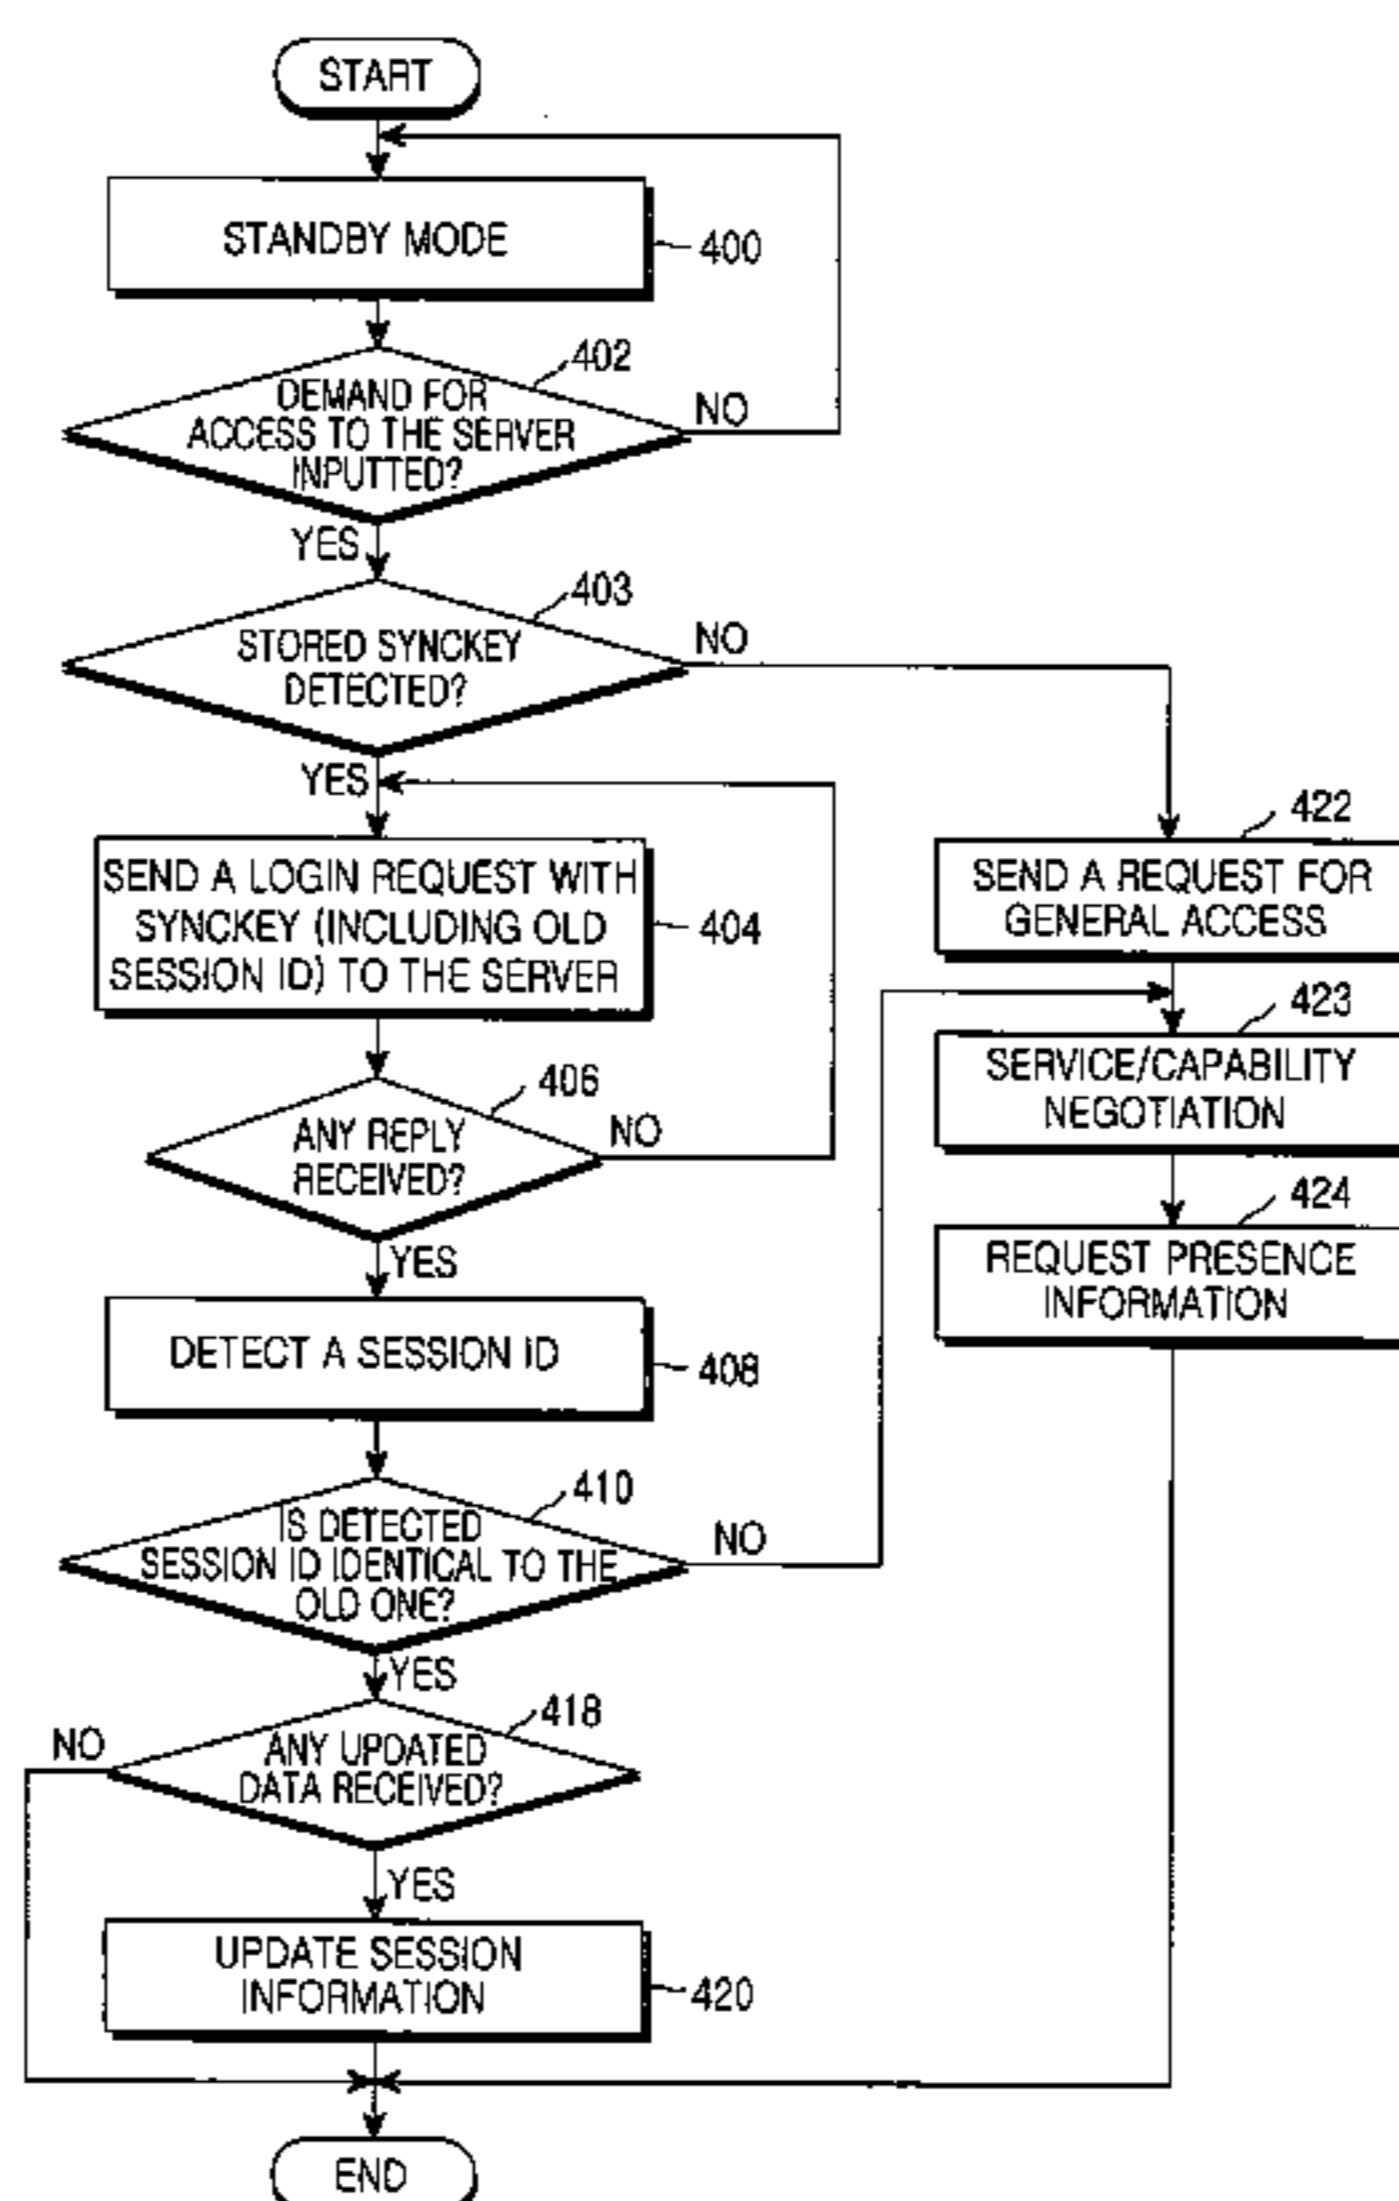 START
STANDBY MODE
400
402
DEMAND FOR
ACCESS TO THE SERVER
INPUTTED?
NO
YES
403
STORED SYNCKEY
DETECTED?
NO
YES
SEND A LOGIN REQUEST WITH
SYNCKEY (INCLUDING OLD
SESSION ID) TO THE SERVER
404
422
SEND A REQUEST FOR
GENERAL ACCESS
423
SERVICE/CAPABILITY
NEGOTIATION
406
ANY REPLY
RECEIVED?
NO
YES
424
REQUEST PRESENCE
INFORMATION
DETECT A SESSION ID
408
410
IS DETECTED
SESSION ID IDENTICAL TO THE
OLD ONE?
NO
YES
418
ANY UPDATED
DATA RECEIVED?
NO
YES
UPDATE SESSION
INFORMATION
420
END